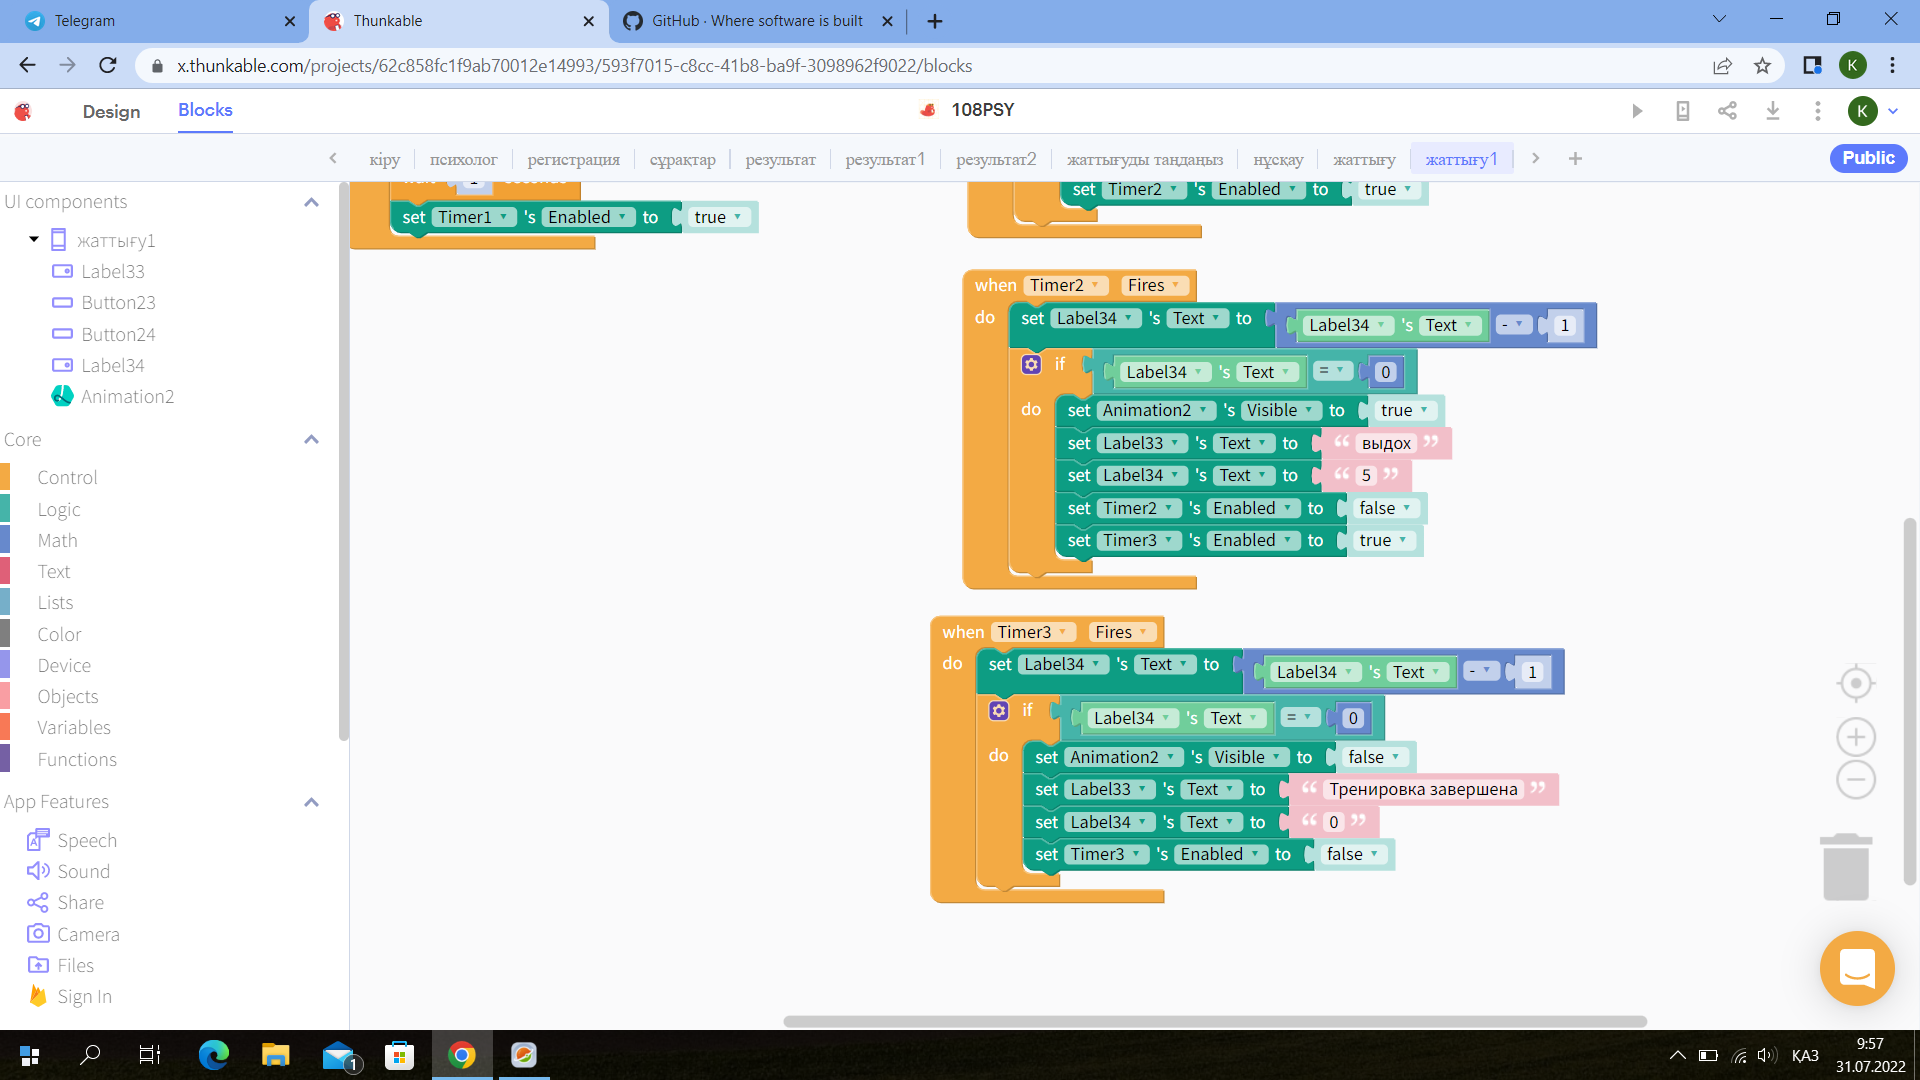 Telegram
Thunkable
GitHub · Where software is built
x.thunkable.com/projects/62c858fc1f9ab70012e14993/593f7015-c8cc-41b8-ba9f-3098962f9022/blocks
K
Design
Blocks
108PSY
K
кіру
психолог
регистрация
сұрақтар
результат
результат1
результат2
жаттығуды таңдаңыз
нұсқау
жаттығу
жаттығу1
Public
UI components
жаттығу1
Label33
Button23
Button24
Label34
Animation2
Core
Control
Logic
Math
Text
Lists
Color
Device
Objects
Variables
Functions
App Features
Speech
Sound
Share
Camera
Files
Sign In
set Timer1 's Enabled to true
set Timer2 's Enabled to true
when Timer2 Fires
do set Label34 's Text to Label34 's Text - 1
if Label34 's Text = 0
do set Animation2 's Visible to true
set Label33 's Text to “ выдох ”
set Label34 's Text to “ 5 ”
set Timer2 's Enabled to false
set Timer3 's Enabled to true
when Timer3 Fires
do set Label34 's Text to Label34 's Text - 1
if Label34 's Text = 0
do set Animation2 's Visible to false
set Label33 's Text to “ Тренировка завершена ”
set Label34 's Text to “ 0 ”
set Timer3 's Enabled to false
1
ҚАЗ
9:57
31.07.2022